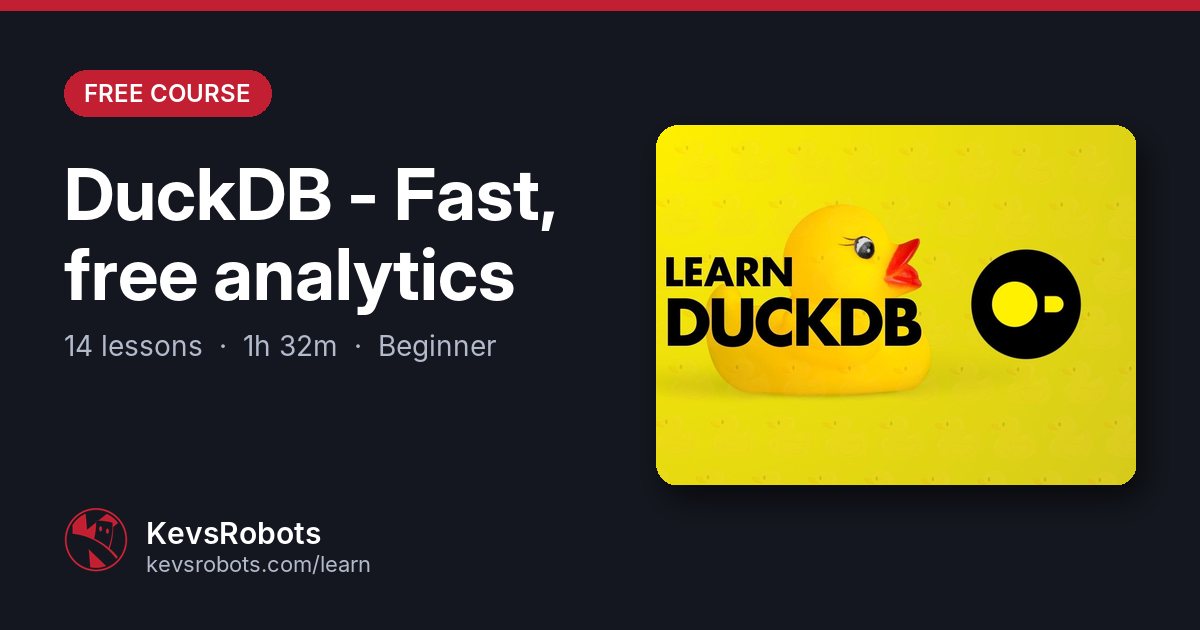 FREE COURSE
DuckDB - Fast,
free analytics
14 lessons · 1h 32m · Beginner
LEARN
DUCKDB
KevsRobots
kevsrobots.com/learn